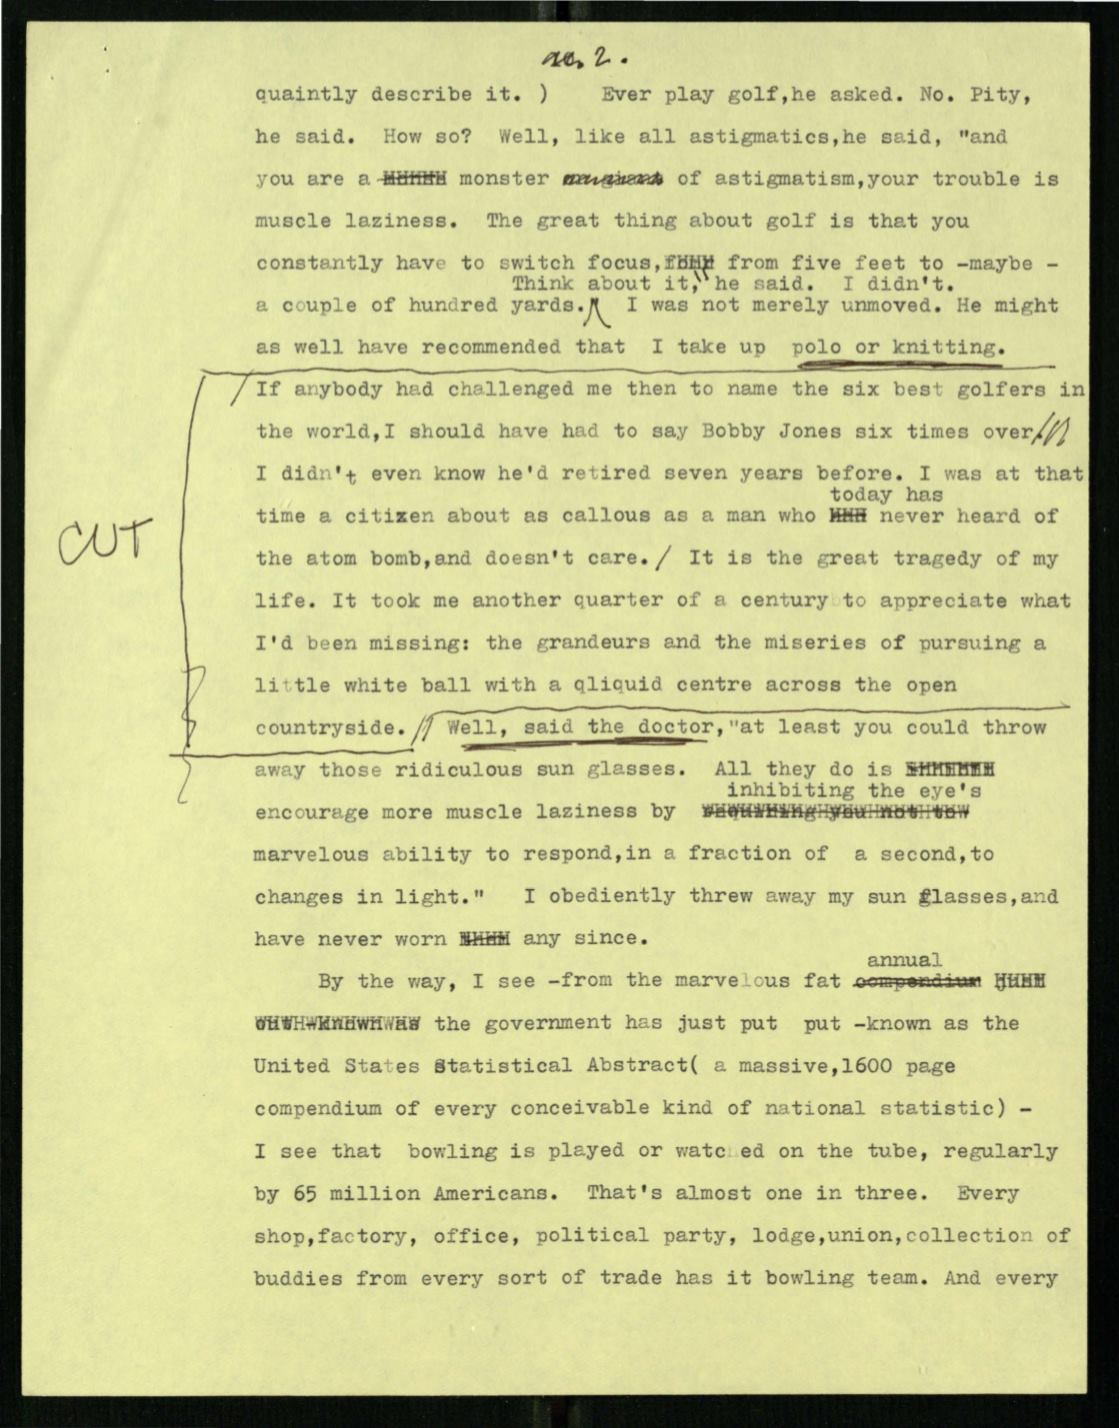 no. 2.
quaintly describe it. )    Ever play golf,he asked. No. Pity,
he said.  How so?  Well, like all astigmatics,he said, "and
you are a monster of astigmatism,your trouble is
muscle laziness.  The great thing about golf is that you
constantly have to switch focus, from five feet to -maybe -
Think about it," he said.  I didn't.
a couple of hundred yards.  I was not merely unmoved. He might
as well have recommended that  I take up  polo or knitting.
If anybody had challenged me then to name the six best golfers in
the world,I should have had to say Bobby Jones six times over.
I didn't even know he'd retired seven years before. I was at that
today has
time a citizen about as callous as a man who never heard of
CUT
the atom bomb,and doesn't care./ It is the great tragedy of my
life. It took me another quarter of a century to appreciate what
I'd been missing: the grandeurs and the miseries of pursuing a
little white ball with a qliquid centre across the open
countryside. // Well, said the doctor,"at least you could throw
away those ridiculous sun glasses.  All they do is
inhibiting the eye's
encourage more muscle laziness by
marvelous ability to respond,in a fraction of  a second,to
changes in light."   I obediently threw away my sun glasses,and
have never worn any since.
annual
By the way, I see -from the marvelous fat compendium
the government has just put  put -known as the
United States Statistical Abstract( a massive,1600 page
compendium of every conceivable kind of national statistic) -
I see that  bowling is played or watc ed on the tube, regularly
by 65 million Americans.  That's almost one in three.  Every
shop,factory, office, political party, lodge,union,collection of
buddies from every sort of trade has it bowling team. And every